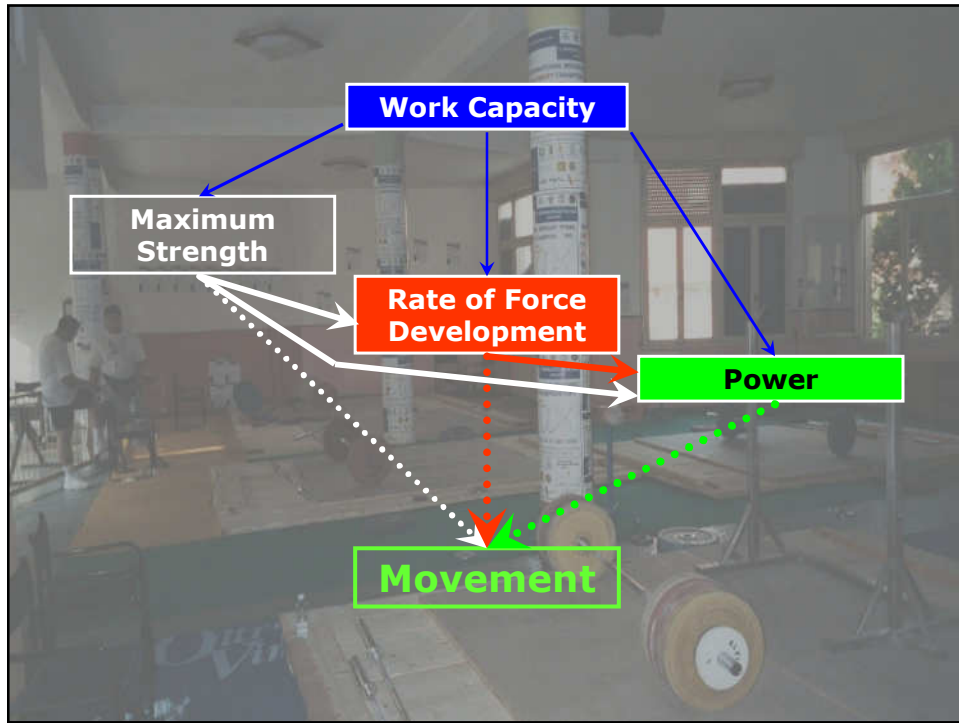 Work Capacity
Maximum
Strength
Rate of Force
Development
Power
Movement